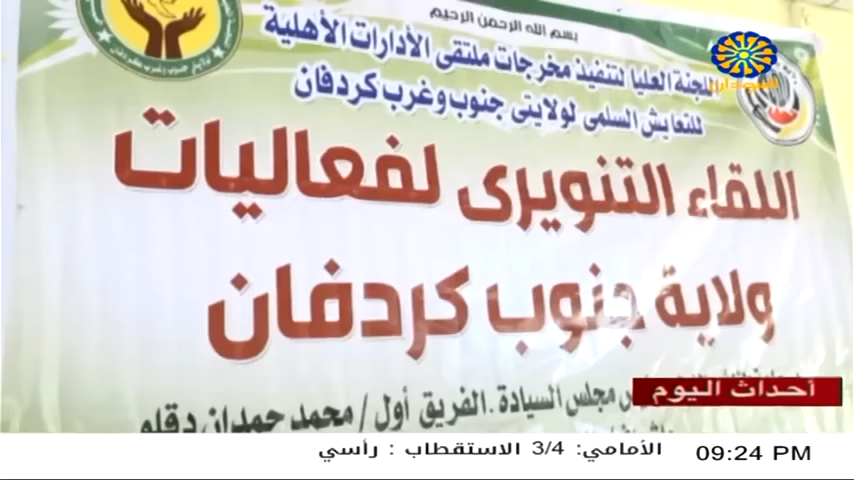 بسم الله الرحمن الرحيم
اللجنة العليا لتنفيذ مخرجات ملتقى الأدارات الأهلية
للتعايش السلمى لولايتى جنوب وغرب كردفان
اللقاء التنويرى لفعاليات
ولاية جنوب كردفان
مجلس السيادة . الفريق أول / محمد حمدان دقلو
أحداث اليوم
الأمامي: 3/4 الاستقطاب : رأسي
09:24 PM